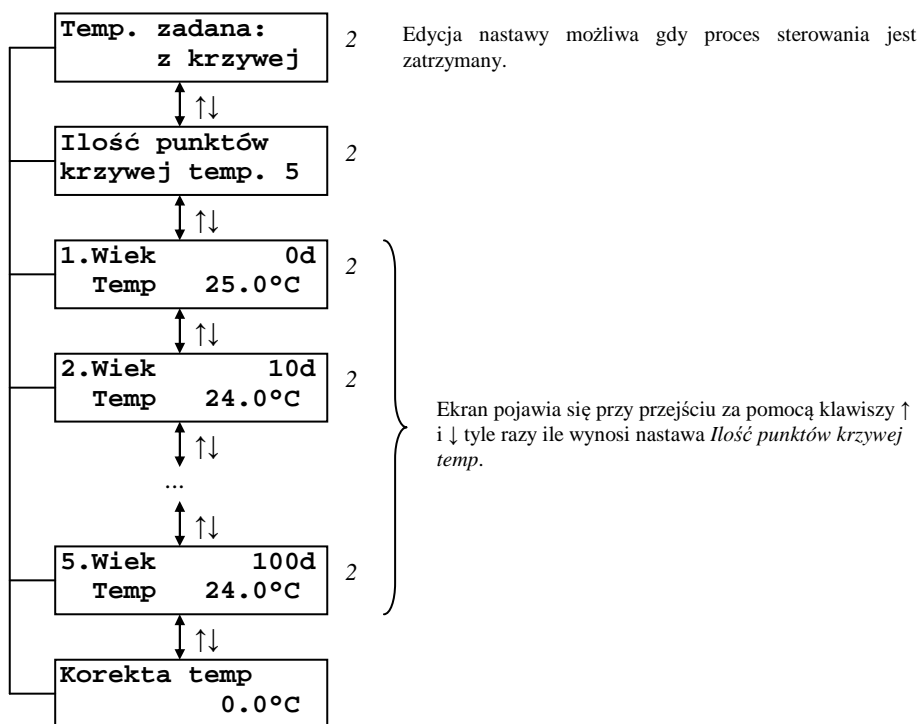 Temp. zadana:
z krzywej
2
Edycja nastawy możliwa gdy proces sterowania jest
zatrzymany.
↑↓
Ilość punktów
krzywej temp. 5
2
↑↓
1.Wiek 0d
Temp 25.0°C
2
↑↓
2.Wiek 10d
Temp 24.0°C
2
Ekran pojawia się przy przejściu za pomocą klawiszy ↑
i ↓ tyle razy ile wynosi nastawa Ilość punktów krzywej
temp.
↑↓
...
↑↓
5.Wiek 100d
Temp 24.0°C
2
↑↓
Korekta temp
0.0°C